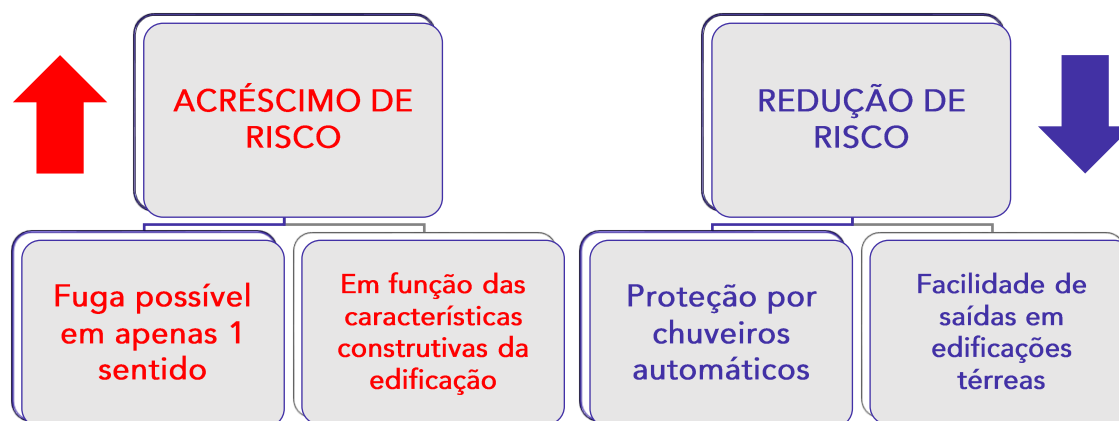 ACRÉSCIMO DE
RISCO
REDUÇÃO DE
RISCO
Fuga possível
em apenas 1
sentido
Em função das
características
construtivas da
edificação
Proteção por
chuveiros
automáticos
Facilidade de
saídas em
edificações
térreas